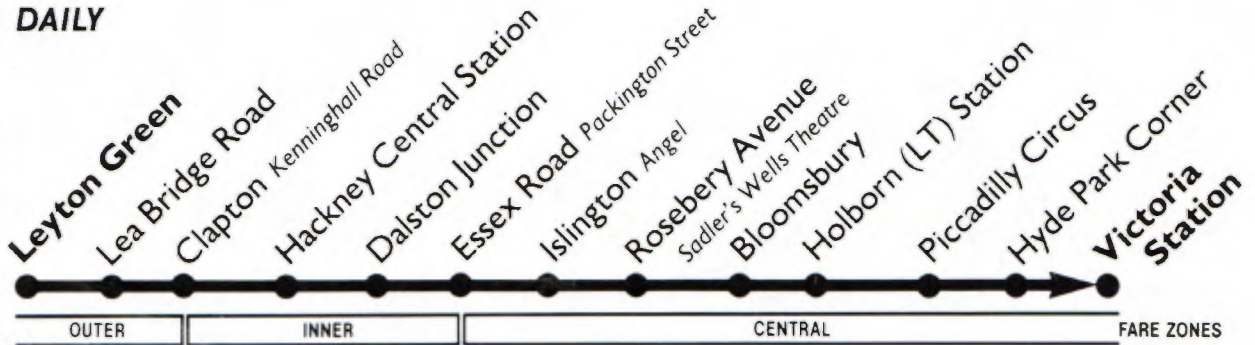 DAILY
Leyton Green
Lea Bridge Road
Clapton Kenninghall Road
Hackney Central Station
Dalston Junction
Essex Road Packington Street
Islington Angel
Rosebery Avenue
Sadler's Wells Theatre
Bloomsbury
Holborn (LT) Station
Piccadilly Circus
Hyde Park Corner
Victoria
Station
OUTER INNER CENTRAL FARE ZONES